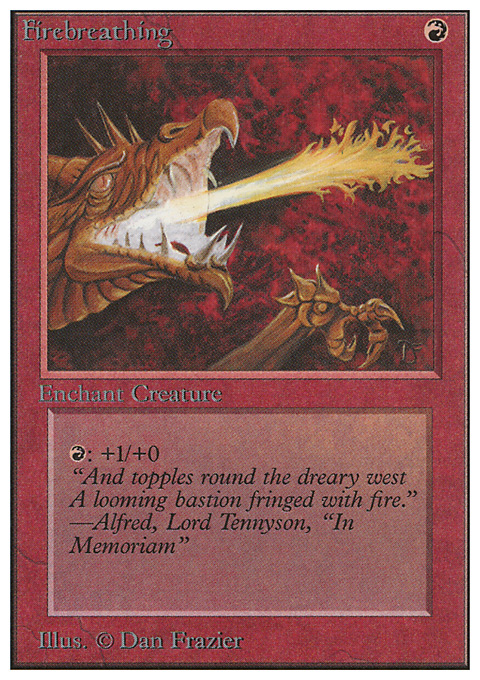 Firebreathing
Enchant Creature
: +1/+0
“And topples round the dreary west
A looming bastion fringed with fire.”
—Alfred, Lord Tennyson, “In
Memoriam”
DF
Illus. © Dan Frazier